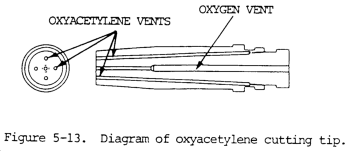 OXYGEN VENT
OXYACETYLENE VENTS
Figure 5-13. Diagram of oxyacetylene cutting tip.